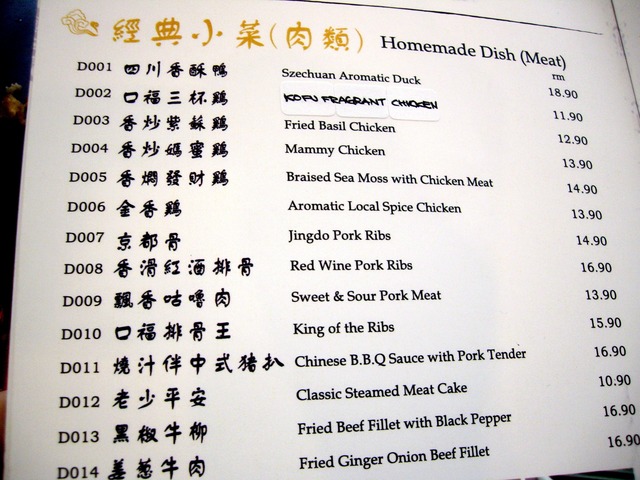 經典小菜(肉類) Homemade Dish (Meat)
rm
D001 四川香酥鴨 Szechuan Aromatic Duck 18.90
D002 口福三杯鷄 KOFU FRAGRANT CHICKEN 11.90
D003 香炒紫蘇鷄 Fried Basil Chicken 12.90
D004 香炒媽蜜鷄 Mammy Chicken 13.90
D005 香燜發財鷄 Braised Sea Moss with Chicken Meat 14.90
D006 金香鷄 Aromatic Local Spice Chicken 13.90
D007 京都骨 Jingdo Pork Ribs 14.90
D008 香滑紅酒排骨 Red Wine Pork Ribs 16.90
D009 飄香咕嚕肉 Sweet & Sour Pork Meat 13.90
D010 口福排骨王 King of the Ribs 15.90
D011 燒汁伴中式猪扒 Chinese B.B.Q Sauce with Pork Tender 16.90
D012 老少平安 Classic Steamed Meat Cake 10.90
D013 黑椒牛柳 Fried Beef Fillet with Black Pepper 16.90
D014 姜葱牛肉 Fried Ginger Onion Beef Fillet 16.90